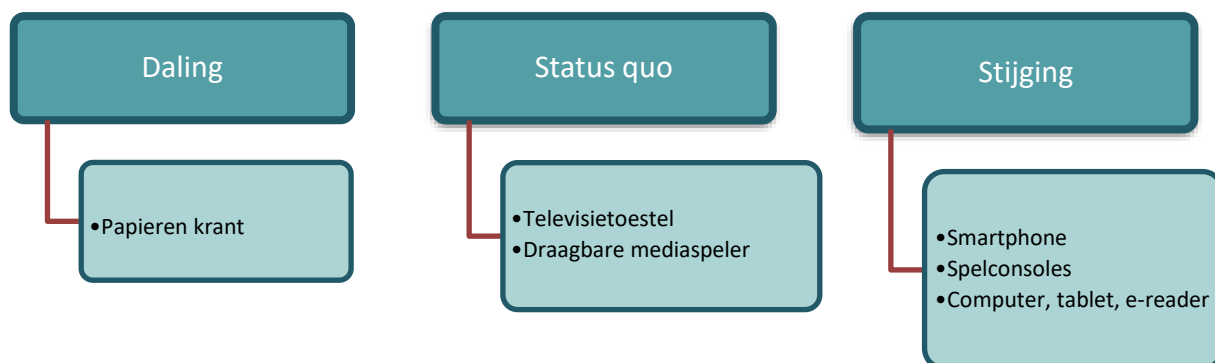 Daling
•Papieren krant
Status quo
•Televisietoestel
•Draagbare mediaspeler
Stijging
•Smartphone
•Spelconsoles
•Computer, tablet, e-reader